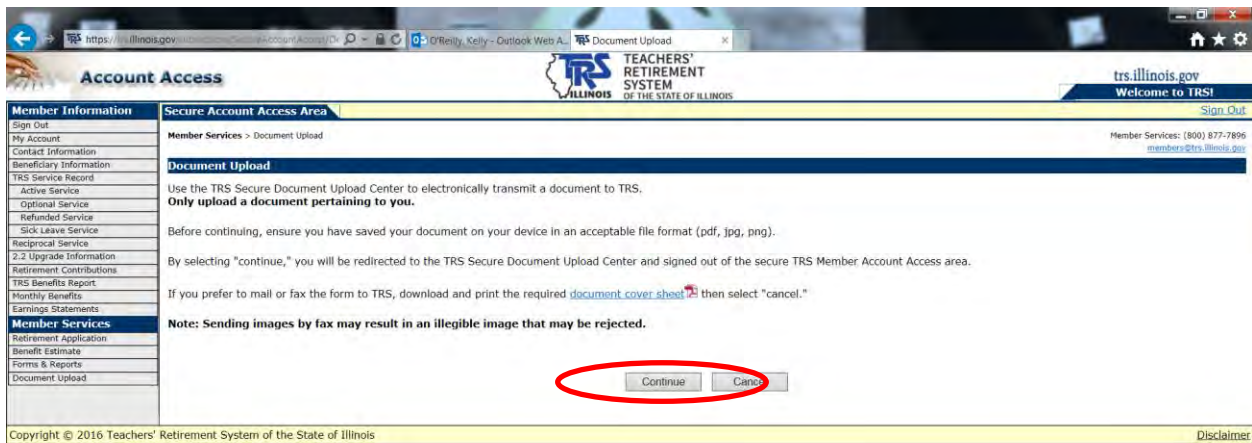 https:// .illinois.gov
O'Reilly, Kelly - Outlook Web A...
Document Upload
Account Access
TRS
ILLINOIS
TEACHERS'
RETIREMENT
SYSTEM
OF THE STATE OF ILLINOIS
trs.illinois.gov
Welcome to TRS!
Member Information
Sign Out
My Account
Contact Information
Beneficiary Information
TRS Service Record
Active Service
Optional Service
Refunded Service
Sick Leave Service
Reciprocal Service
2.2 Upgrade Information
Retirement Contributions
TRS Benefits Report
Monthly Benefits
Earnings Statements
Member Services
Retirement Application
Benefit Estimate
Forms & Reports
Document Upload
Secure Account Access Area
Sign Out
Member Services > Document Upload
Member Services: (800) 877-7896
members@trs.illinois.gov
Document Upload
Use the TRS Secure Document Upload Center to electronically transmit a document to TRS.
Only upload a document pertaining to you.
Before continuing, ensure you have saved your document on your device in an acceptable file format (pdf, jpg, png).
By selecting "continue," you will be redirected to the TRS Secure Document Upload Center and signed out of the secure TRS Member Account Access area.
If you prefer to mail or fax the form to TRS, download and print the required document cover sheet then select "cancel."
Note: Sending images by fax may result in an illegible image that may be rejected.
Continue
Cancel
Copyright © 2016 Teachers' Retirement System of the State of Illinois
Disclaimer